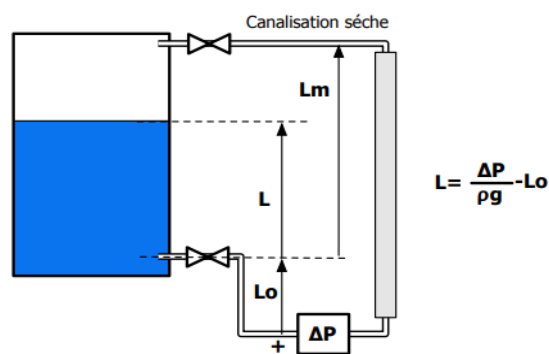 Canalisation séche
Lm
L
L= ΔP/ρg -Lo
Lo
+ ΔP